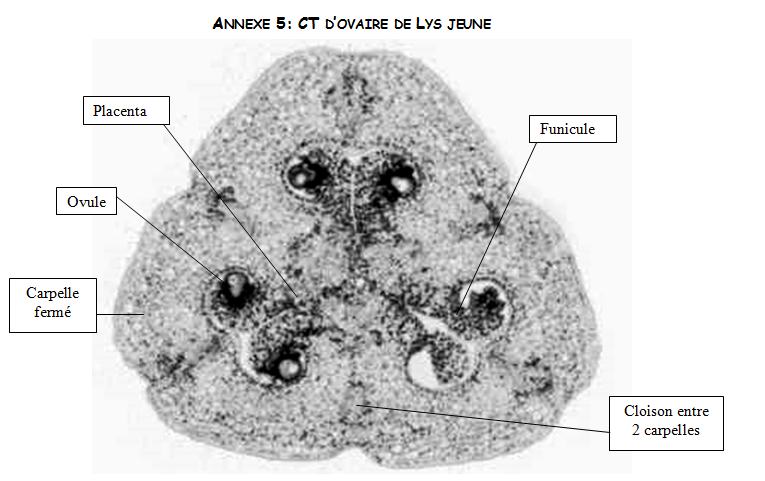 ANNEXE 5: CT D'OVAIRE DE LYS JEUNE
Placenta
Funicule
Ovule
Carpelle
fermé
Cloison entre
2 carpelles